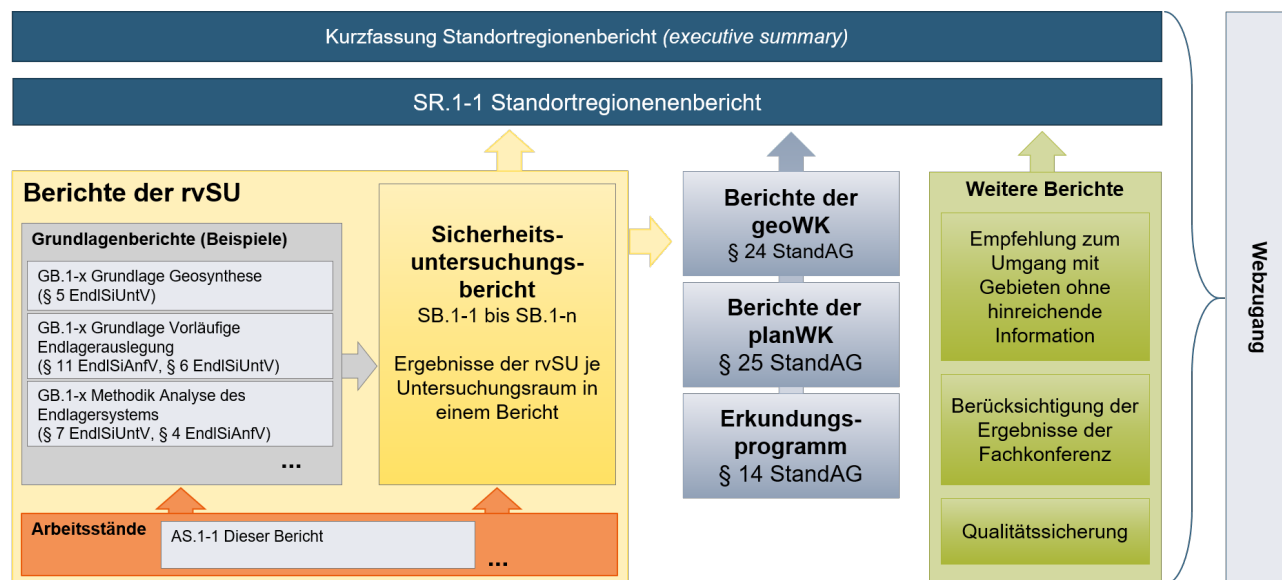 Kurzfassung Standortregionenbericht (executive summary)
SR.1-1 Standortregionenenbericht
Berichte der rvSU
Grundlagenberichte (Beispiele)
GB.1-x Grundlage Geosynthese
(§ 5 EndlSiUntV)
GB.1-x Grundlage Vorläufige
Endlagerauslegung
(§ 11 EndlSiAnfV, § 6 EndlSiUntV)
GB.1-x Methodik Analyse des
Endlagersystems
(§ 7 EndlSiUntV, § 4 EndlSiAnfV)
...
Sicherheits-
untersuchungs-
bericht
SB.1-1 bis SB.1-n
Ergebnisse der rvSU je
Untersuchungsraum in
einem Bericht
Arbeitsstände
AS.1-1 Dieser Bericht
...
Berichte der
geoWK
§ 24 StandAG
Berichte der
planWK
§ 25 StandAG
Erkundungs-
programm
§ 14 StandAG
Weitere Berichte
Empfehlung zum
Umgang mit
Gebieten ohne
hinreichende
Information
Berücksichtigung der
Ergebnisse der
Fachkonferenz
Qualitätssicherung
Webzugang